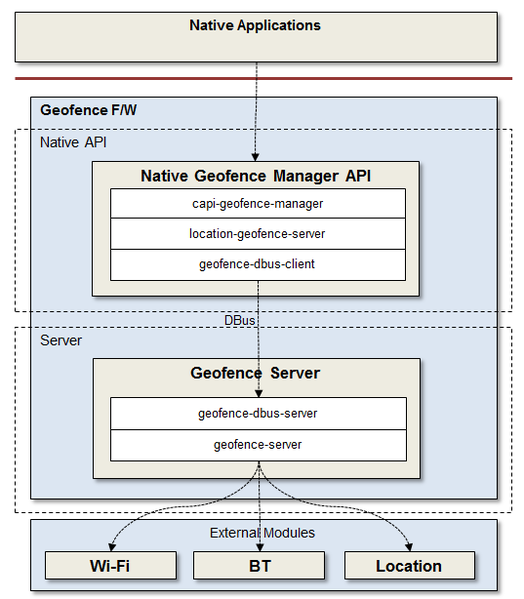 Native Applications
Geofence F/W
Native API
Native Geofence Manager API
capi-geofence-manager
location-geofence-server
geofence-dbus-client
DBus
Server
Geofence Server
geofence-dbus-server
geofence-server
External Modules
Wi-Fi
BT
Location